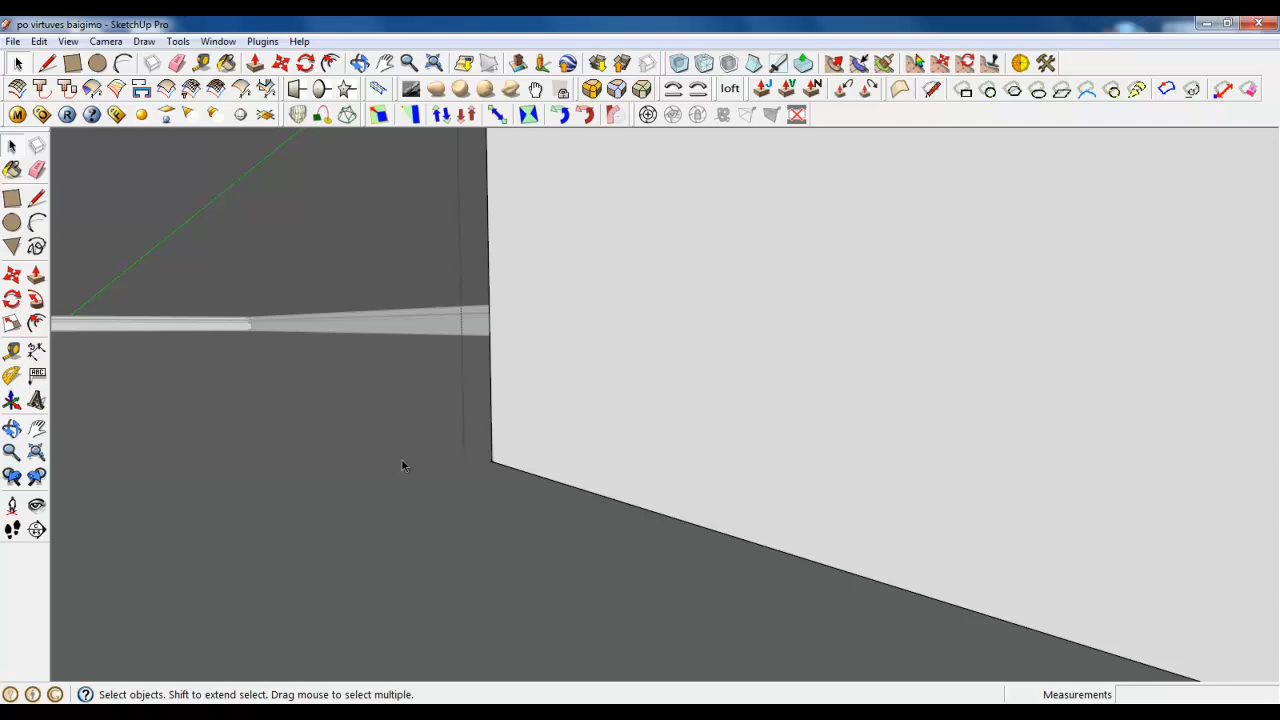 po virtuves baigimo - SketchUp Pro
File Edit View Camera Draw Tools Window Plugins Help
loft
M R ?
ABC
Select objects. Shift to extend select. Drag mouse to select multiple. Measurements